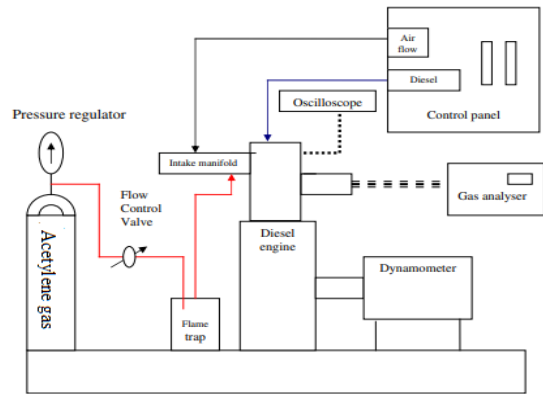 Air
flow
Diesel
Control panel
Oscilloscope
Pressure regulator
Intake manifold
Gas analyser
Flow
Control
Valve
Acetylene gas
Diesel
engine
Dynamometer
Flame
trap